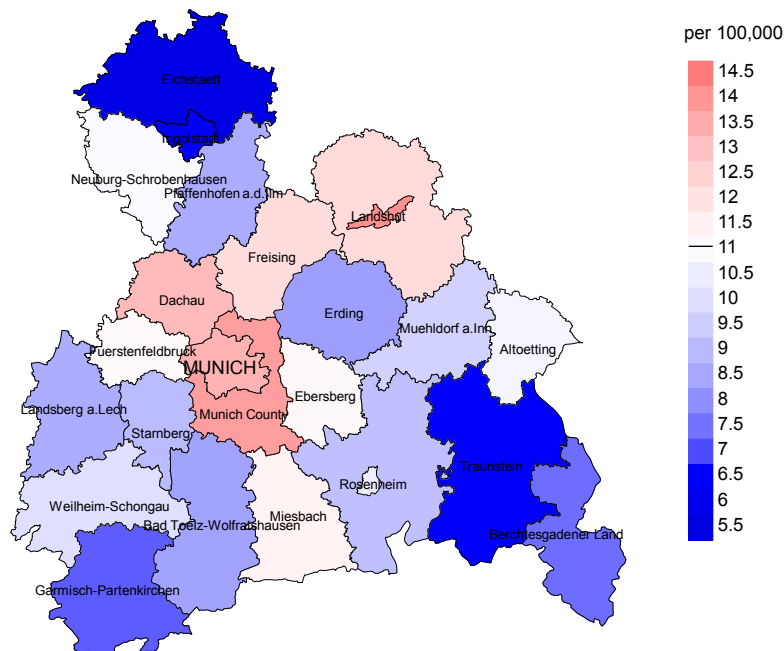 per 100,000
14.5
14
13.5
13
12.5
12
11.5
11
10.5
10
9.5
9
8.5
8
7.5
7
6.5
6
5.5
Eichstaett
Ingolstadt
Neuburg-Schrobenhausen
Pfaffenhofen a.d.Ilm
Landshut
Freising
Dachau
Erding
Muehldorf a.Inn
Altoetting
Fuerstenfeldbruck
MUNICH
Ebersberg
Landsberg a.Lech
Munich County
Starnberg
Traunstein
Rosenheim
Weilheim-Schongau
Miesbach
Bad Toelz-Wolfratshausen
Berchtesgadener Land
Garmisch-Partenkirchen